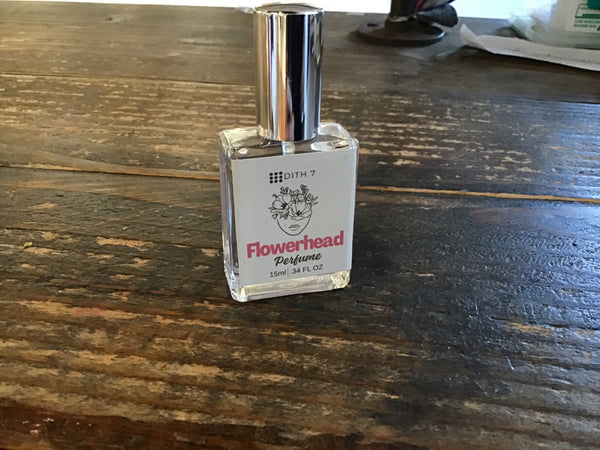 DITH 7
Flowerhead
Perfume
15ml | .34 FL OZ